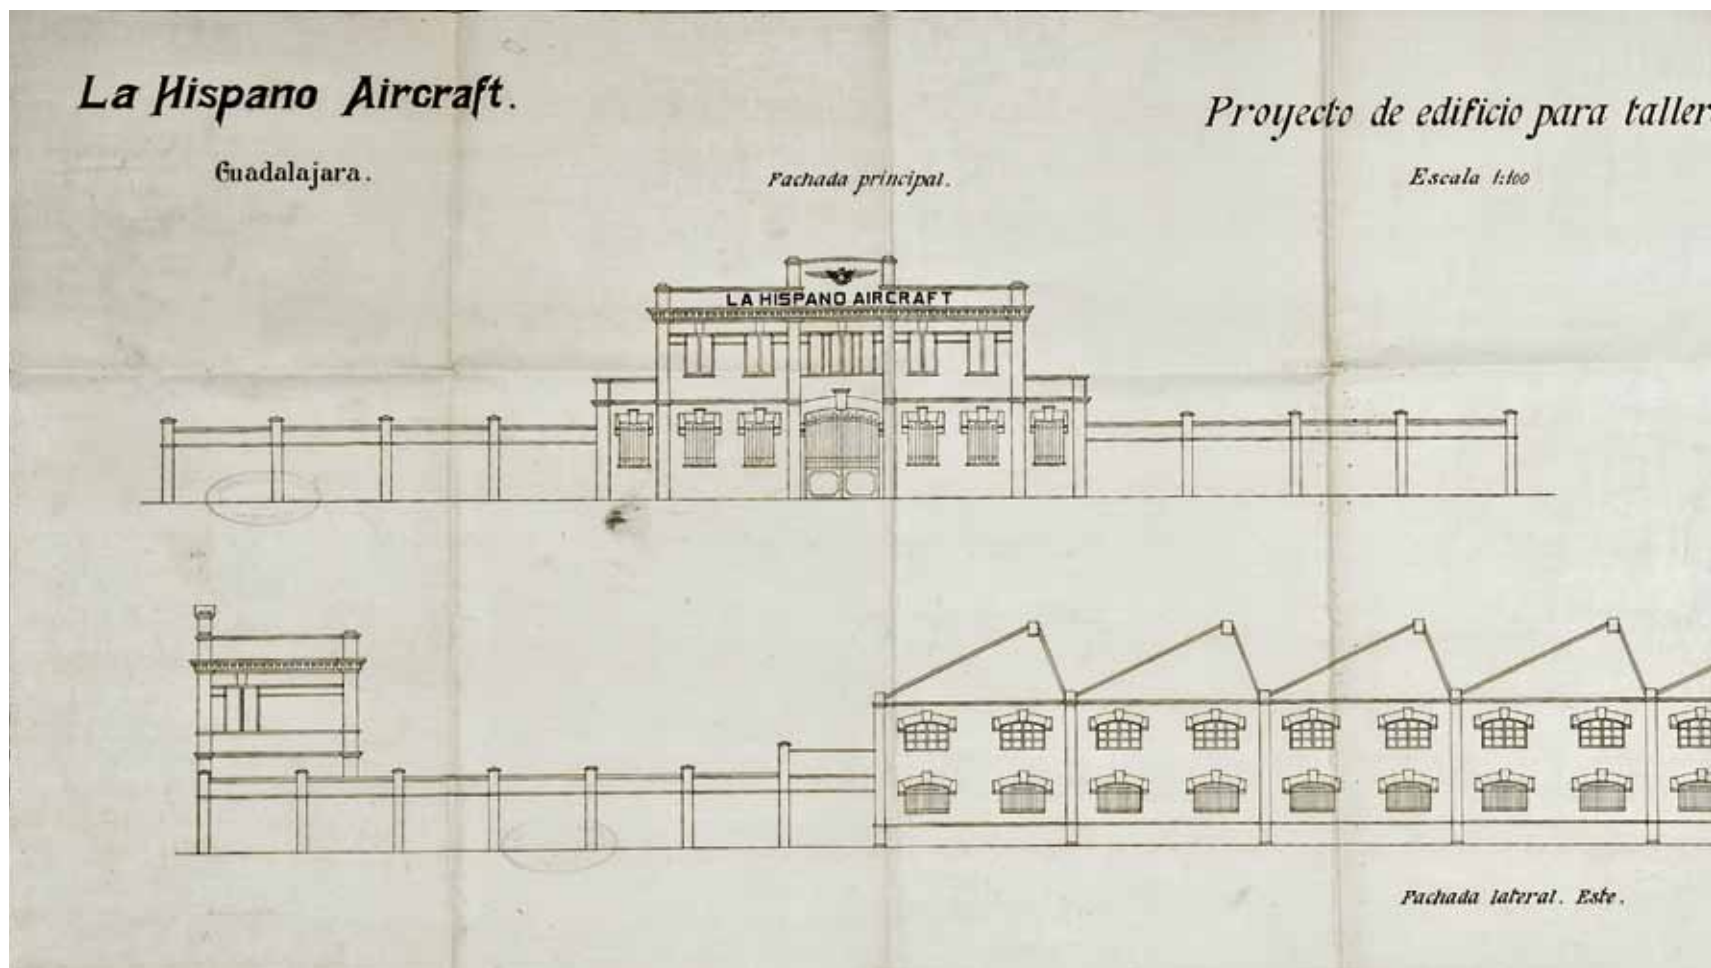 La Hispano Aircraft.
Proyecto de edificio para taller
Guadalajara.
Fachada principal.
Escala 1:100
LA HISPANO AIRCRAFT
Fachada lateral. Este.